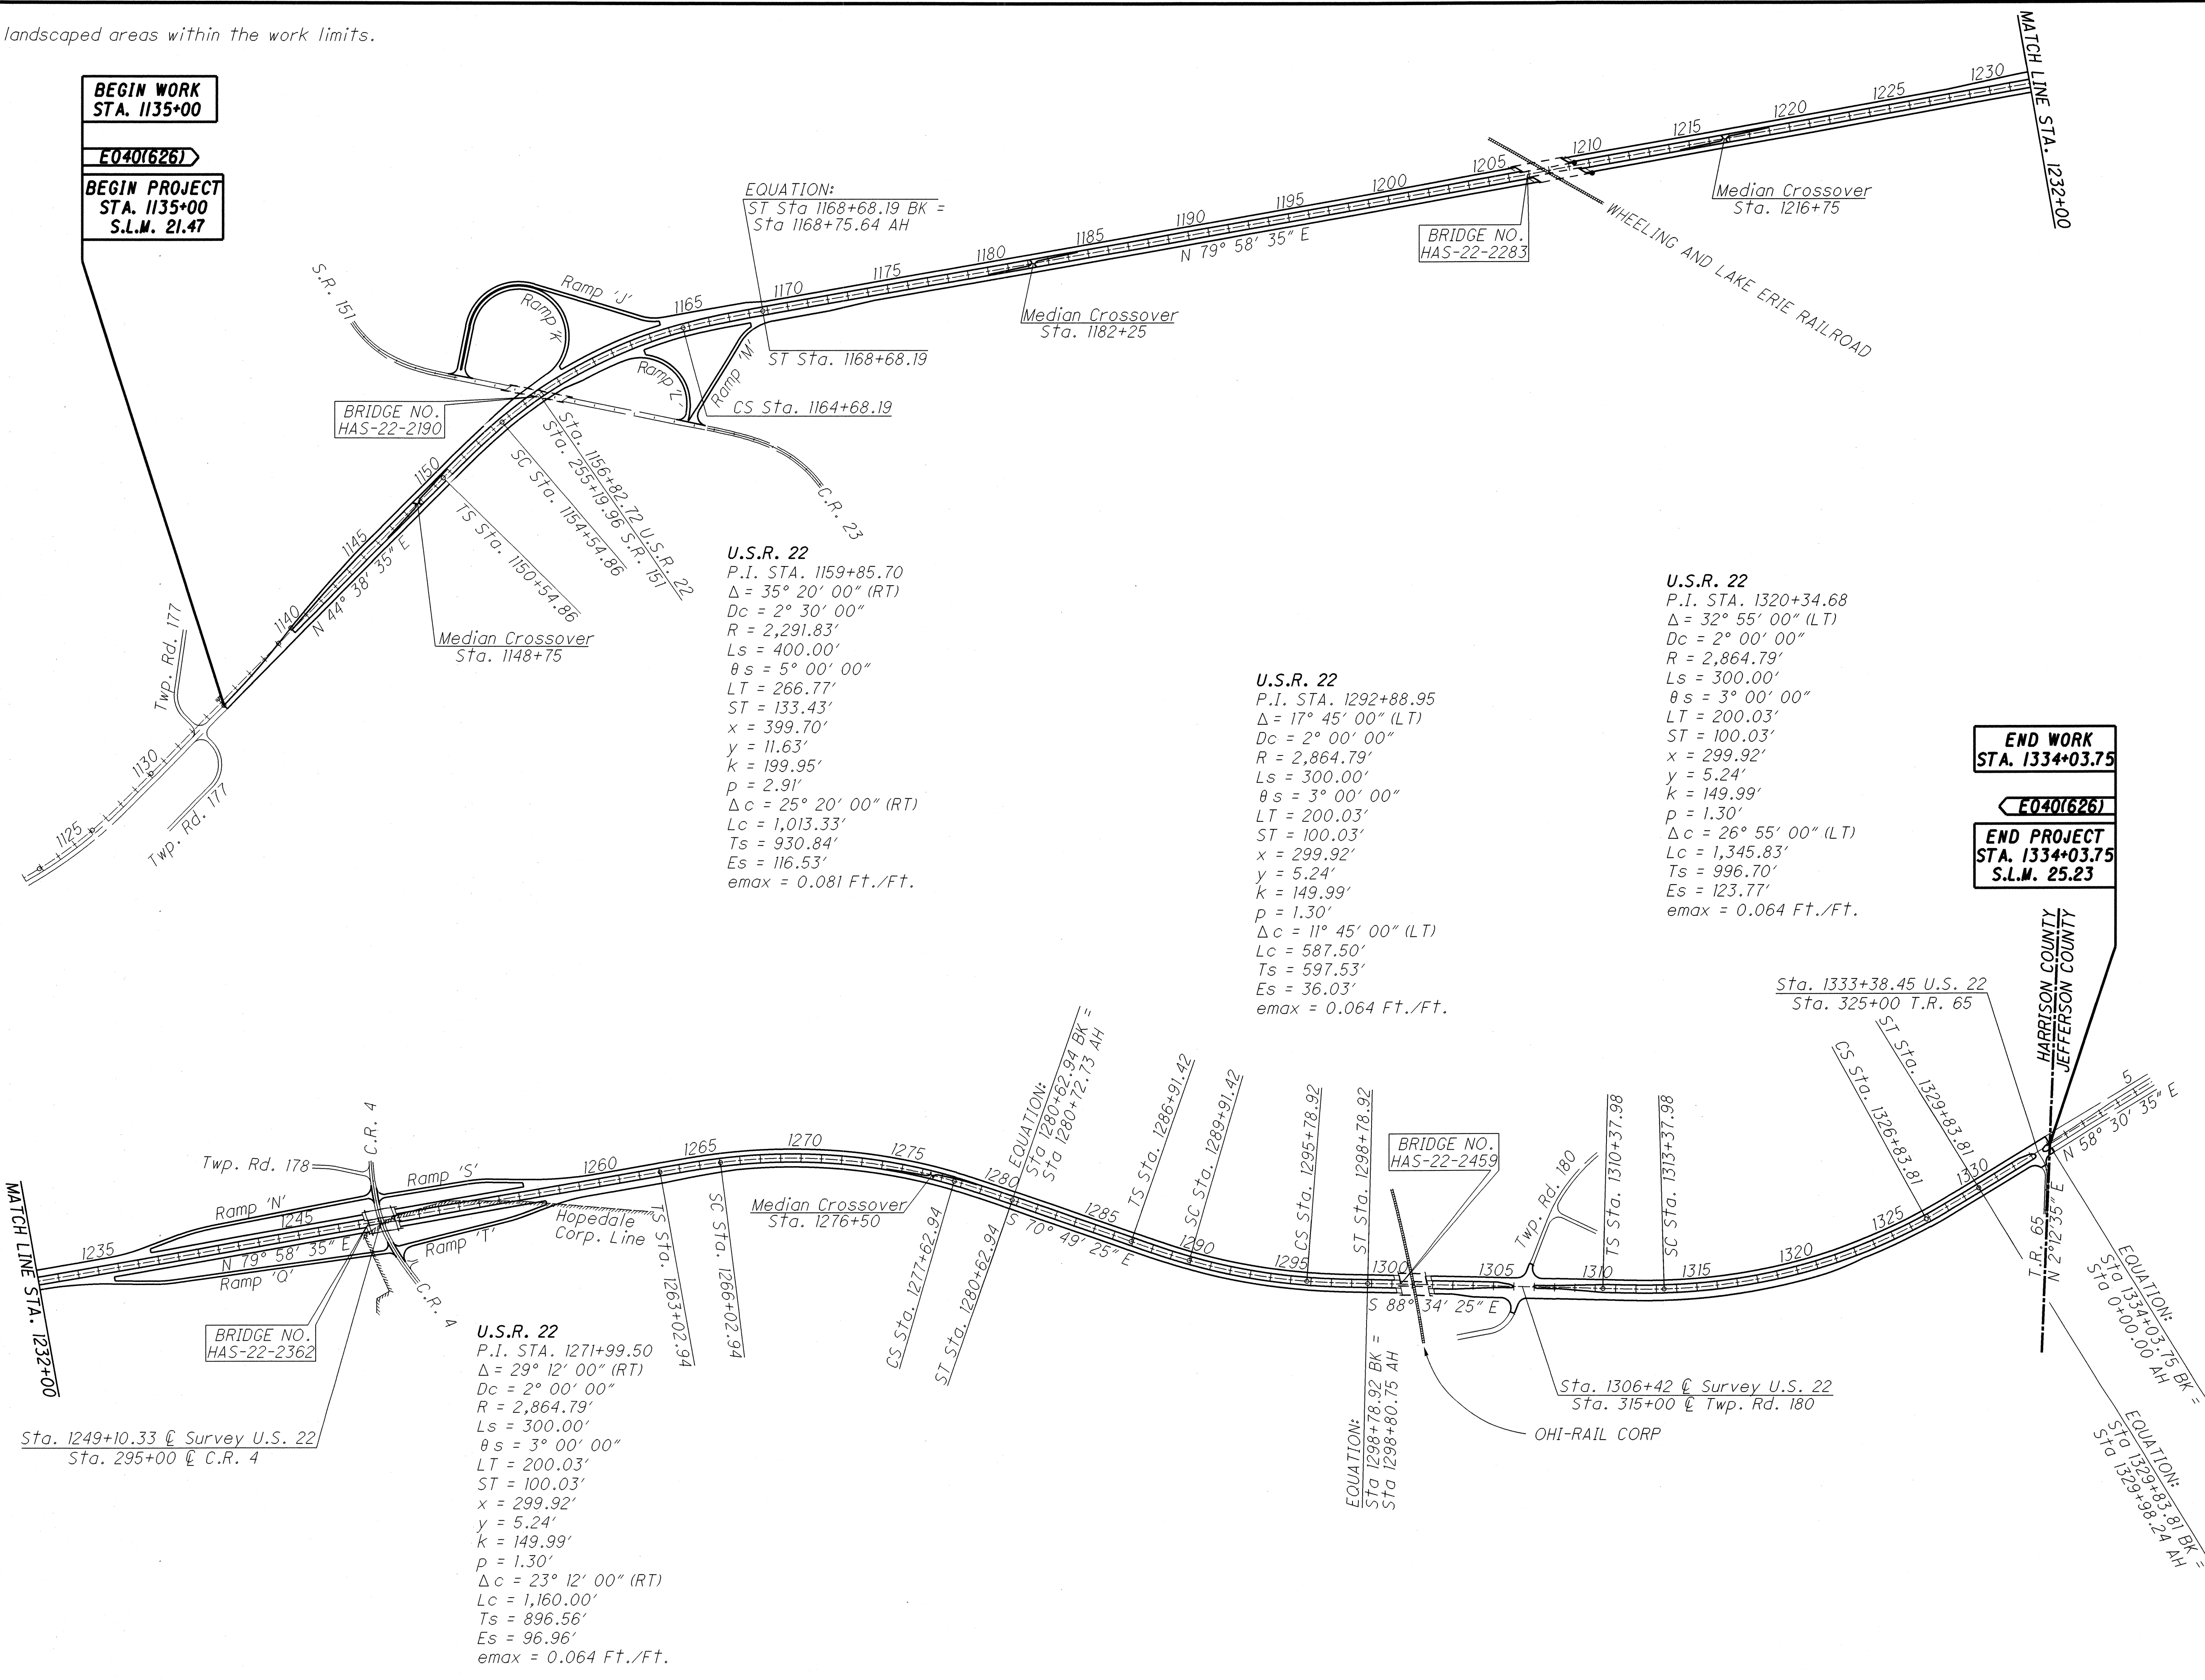 landscaped areas within the work limits.
BEGIN WORK
STA. 1135+00
E040(626)
BEGIN PROJECT
STA. 1135+00
S.L.M. 21.47
MATCH LINE STA. 1232+00
EQUATION:
ST Sta 1168+68.19 BK =
Sta 1168+75.64 AH
1125
1130
1140
1145
1150
1165
1170
1175
1180
1185
1190
1195
1200
1205
1210
1215
1220
1225
1230
N 44° 38' 35" E
N 79° 58' 35" E
Twp. Rd. 177
Twp. Rd. 177
S.R. 151
Ramp 'J'
Ramp 'K'
Ramp 'L'
Ramp 'M'
C.R. 23
ST Sta. 1168+68.19
CS Sta. 1164+68.19
BRIDGE NO.
HAS-22-2190
Sta. 1156+82.72 U.S.R. 22
Sta. 255+19.96 S.R. 151
SC Sta. 1154+54.86
TS Sta. 1150+54.86
Median Crossover
Sta. 1148+75
Median Crossover
Sta. 1182+25
BRIDGE NO.
HAS-22-2283
WHEELING AND LAKE ERIE RAILROAD
Median Crossover
Sta. 1216+75
U.S.R. 22
P.I. STA. 1159+85.70
Δ = 35° 20' 00" (RT)
Dc = 2° 30' 00"
R = 2,291.83'
Ls = 400.00'
θs = 5° 00' 00"
LT = 266.77'
ST = 133.43'
x = 399.70'
y = 11.63'
k = 199.95'
p = 2.91'
Δc = 25° 20' 00" (RT)
Lc = 1,013.33'
Ts = 930.84'
Es = 116.53'
emax = 0.081 Ft./Ft.
U.S.R. 22
P.I. STA. 1292+88.95
Δ = 17° 45' 00" (LT)
Dc = 2° 00' 00"
R = 2,864.79'
Ls = 300.00'
θs = 3° 00' 00"
LT = 200.03'
ST = 100.03'
x = 299.92'
y = 5.24'
k = 149.99'
p = 1.30'
Δc = 11° 45' 00" (LT)
Lc = 587.50'
Ts = 597.53'
Es = 36.03'
emax = 0.064 Ft./Ft.
U.S.R. 22
P.I. STA. 1320+34.68
Δ = 32° 55' 00" (LT)
Dc = 2° 00' 00"
R = 2,864.79'
Ls = 300.00'
θs = 3° 00' 00"
LT = 200.03'
ST = 100.03'
x = 299.92'
y = 5.24'
k = 149.99'
p = 1.30'
Δc = 26° 55' 00" (LT)
Lc = 1,345.83'
Ts = 996.70'
Es = 123.77'
emax = 0.064 Ft./Ft.
END WORK
STA. 1334+03.75
E040(626)
END PROJECT
STA. 1334+03.75
S.L.M. 25.23
HARRISON COUNTY
JEFFERSON COUNTY
Sta. 1333+38.45 U.S. 22
Sta. 325+00 T.R. 65
MATCH LINE STA. 1232+00
1235
1245
1260
1265
1270
1275
1280
1285
1290
1295
1300
1305
1310
1315
1320
1325
1330
5
Twp. Rd. 178
C.R. 4
Ramp 'S'
Ramp 'N'
N 79° 58' 35" E
Ramp 'Q'
Ramp 'T'
C.R. 4
Hopedale
Corp. Line
BRIDGE NO.
HAS-22-2362
Sta. 1249+10.33 ℄ Survey U.S. 22
Sta. 295+00 ℄ C.R. 4
TS Sta. 1263+02.94
SC Sta. 1266+02.94
Median Crossover
Sta. 1276+50
CS Sta. 1277+62.94
ST Sta. 1280+62.94
EQUATION:
Sta 1280+62.94 BK =
Sta 1280+72.73 AH
S 70° 49' 25" E
TS Sta. 1286+91.42
SC Sta. 1289+91.42
CS Sta. 1295+78.92
ST Sta. 1298+78.92
EQUATION:
Sta 1298+78.92 BK =
Sta 1298+80.75 AH
S 88° 34' 25" E
BRIDGE NO.
HAS-22-2459
OHI-RAIL CORP
Twp. Rd. 180
Sta. 1306+42 ℄ Survey U.S. 22
Sta. 315+00 ℄ Twp. Rd. 180
TS Sta. 1310+37.98
SC Sta. 1313+37.98
CS Sta. 1326+83.81
ST Sta. 1329+83.81
N 58° 30' 35" E
T.R. 65
N 2°12'35" E
EQUATION:
Sta 1334+03.75 BK =
Sta 0+00.00 AH
EQUATION:
Sta 1329+83.81 BK =
Sta 1329+98.24 AH
U.S.R. 22
P.I. STA. 1271+99.50
Δ = 29° 12' 00" (RT)
Dc = 2° 00' 00"
R = 2,864.79'
Ls = 300.00'
θs = 3° 00' 00"
LT = 200.03'
ST = 100.03'
x = 299.92'
y = 5.24'
k = 149.99'
p = 1.30'
Δc = 23° 12' 00" (RT)
Lc = 1,160.00'
Ts = 896.56'
Es = 96.96'
emax = 0.064 Ft./Ft.